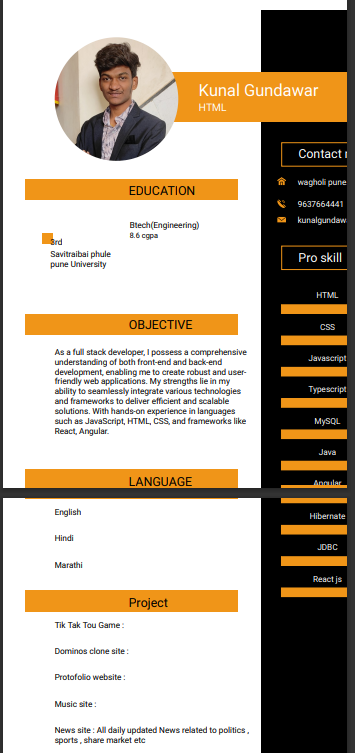 Kunal Gundawar
HTML
EDUCATION
Btech(Engineering)
8.6 cgpa
3rd
Savitraibai phule
pune University
OBJECTIVE
As a full stack developer, I possess a comprehensive
understanding of both front-end and back-end
development, enabling me to create robust and user-
friendly web applications. My strengths lie in my
ability to seamlessly integrate various technologies
and frameworks to deliver efficient and scalable
solutions. With hands-on experience in languages
such as JavaScript, HTML, CSS, and frameworks like
React, Angular.
LANGUAGE
English
Hindi
Marathi
Project
Tik Tak Tou Game :
Dominos clone site :
Protofolio website :
Music site :
News site : All daily updated News related to politics ,
sports , share market etc
Contact
wagholi pune
9637664441
kunalgundaw
Pro skill
HTML
CSS
Javascript
Typescript
MySQL
Java
Angular
Hibernate
JDBC
React js